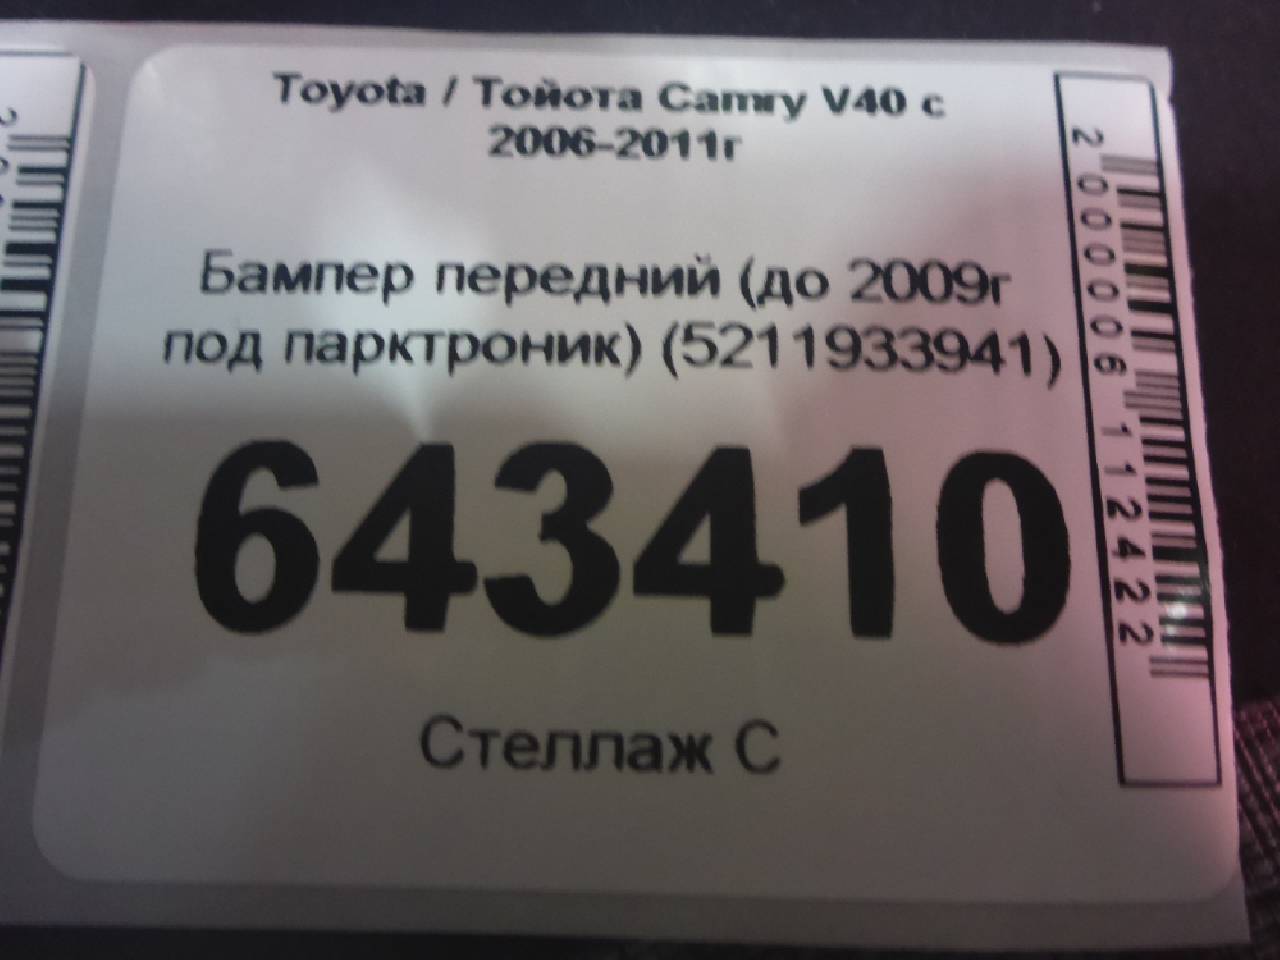 Toyota / Тойота Camry V40 с
2006-2011г
Бампер передний (до 2009г
под парктроник) (5211933941)
643410
Стеллаж С
2000006112422